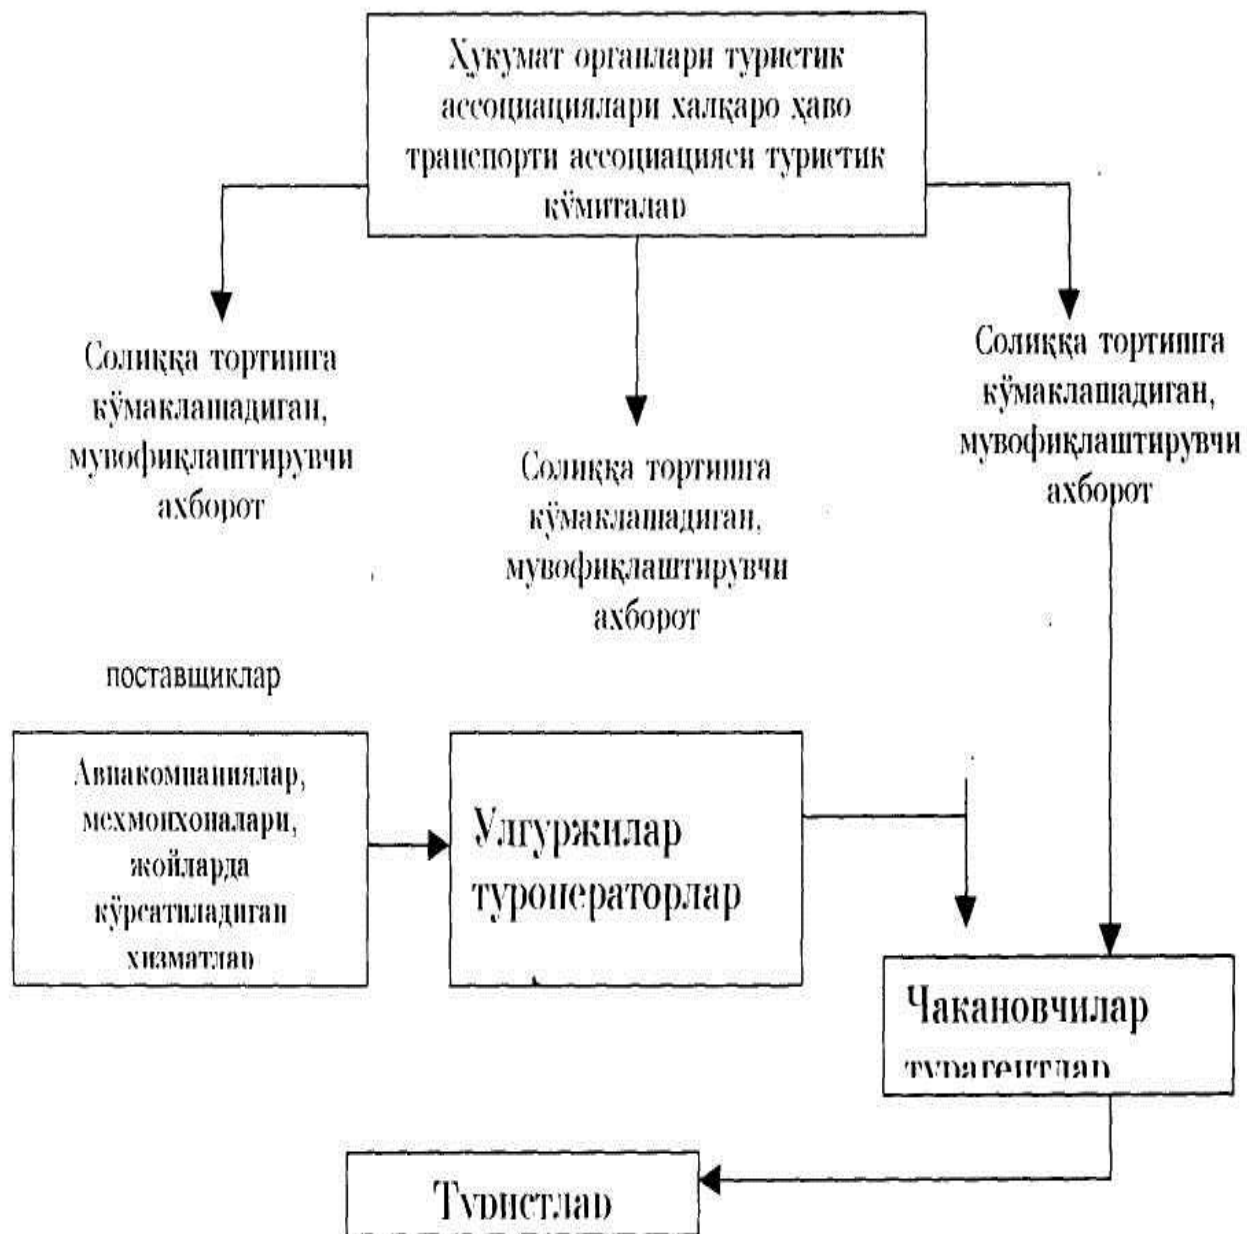 Ҳукумат органлари туристик
ассоциациялари халқаро ҳаво
транспорти ассоциацияси туристик
кўмиталар
Солиққа тортишга
кўмаклашадиган,
мувофиқлаштирувчи
ахборот
Солиққа тортишга
кўмаклашадиган,
мувофиқлаштирувчи
ахборот
Солиққа тортишга
кўмаклашадиган,
мувофиқлаштирувчи
ахборот
поставщиклар
Авиакомпаниялар,
мехмонхоналари,
жойларда
кўрсатиладиган
хизматлар
Улгуржилар
туроператорлар
Чакановчилар
турагентлар
Туристлар